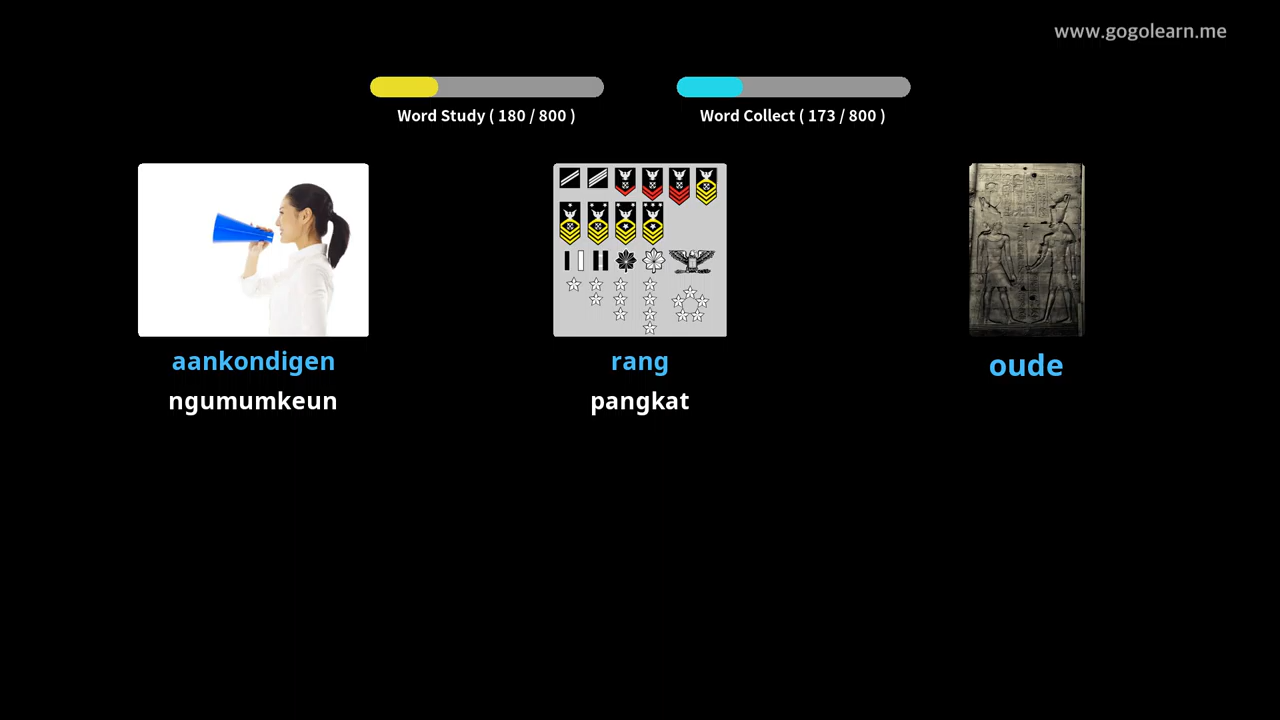 www.gogolearn.me
Word Study ( 180 / 800 )
Word Collect ( 173 / 800 )
aankondigen
ngumumkeun
rang
pangkat
oude